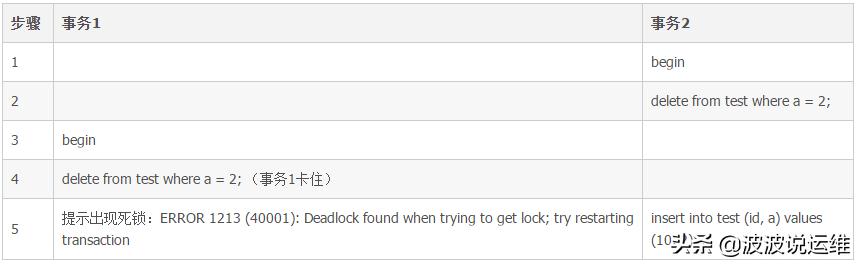 步骤 事务1 事务2
1 begin
2 delete from test where a = 2;
3 begin
4 delete from test where a = 2; （事务1卡住）
5 提示出现死锁：ERROR 1213 (40001): Deadlock found when trying to get lock; try restarting
transaction
insert into test (id, a) values
(10
头条 @波波说运维